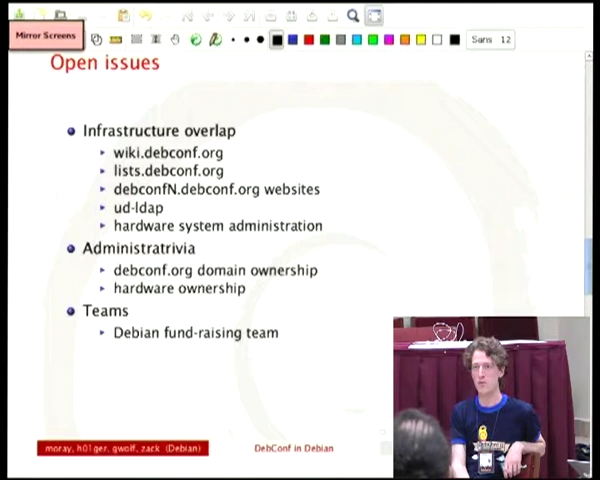 Mirror Screens
Sans 12
Open issues
Infrastructure overlap
wiki.debconf.org
lists.debconf.org
debconfN.debconf.org websites
ud-ldap
hardware system administration
Administratrivia
debconf.org domain ownership
hardware ownership
Teams
Debian fund-raising team
moray, h01ger, gwolf, zack (Debian)
DebConf in Debian